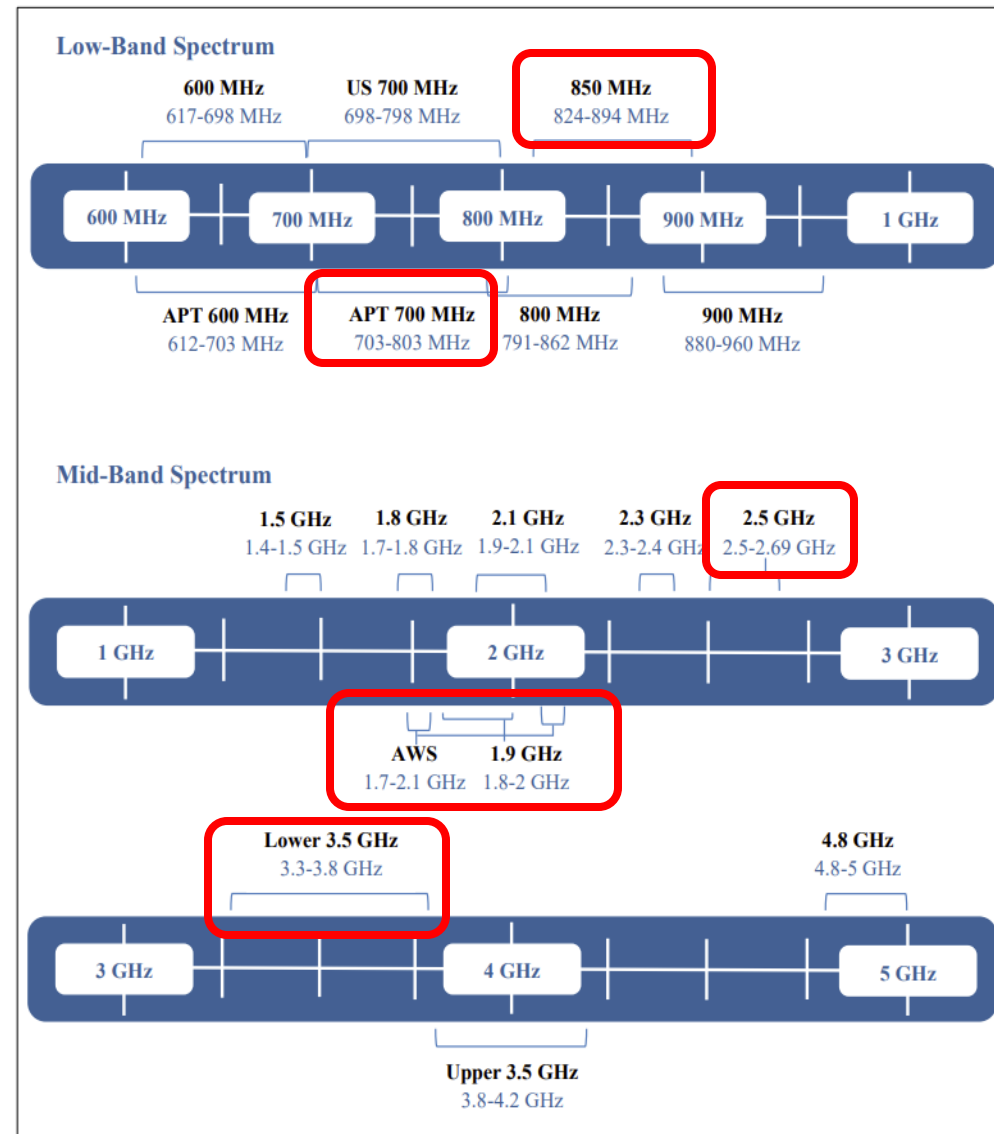 Low-Band Spectrum
600 MHz US 700 MHz 850 MHz
617-698 MHz 698-798 MHz 824-894 MHz
600 MHz 700 MHz 800 MHz 900 MHz 1 GHz
APT 600 MHz APT 700 MHz 800 MHz 900 MHz
612-703 MHz 703-803 MHz 791-862 MHz 880-960 MHz
Mid-Band Spectrum
1.5 GHz 1.8 GHz 2.1 GHz 2.3 GHz 2.5 GHz
1.4-1.5 GHz 1.7-1.8 GHz 1.9-2.1 GHz 2.3-2.4 GHz 2.5-2.69 GHz
1 GHz 2 GHz 3 GHz
AWS 1.9 GHz
1.7-2.1 GHz 1.8-2 GHz
Lower 3.5 GHz 4.8 GHz
3.3-3.8 GHz 4.8-5 GHz
3 GHz 4 GHz 5 GHz
Upper 3.5 GHz
3.8-4.2 GHz